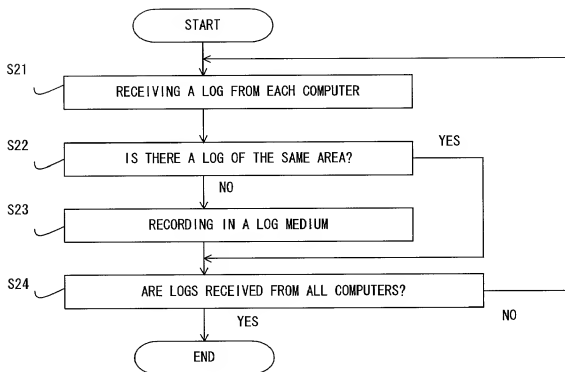 START
S21
RECEIVING A LOG FROM EACH COMPUTER
S22
IS THERE A LOG OF THE SAME AREA?
YES
NO
S23
RECORDING IN A LOG MEDIUM
S24
ARE LOGS RECEIVED FROM ALL COMPUTERS?
NO
YES
END